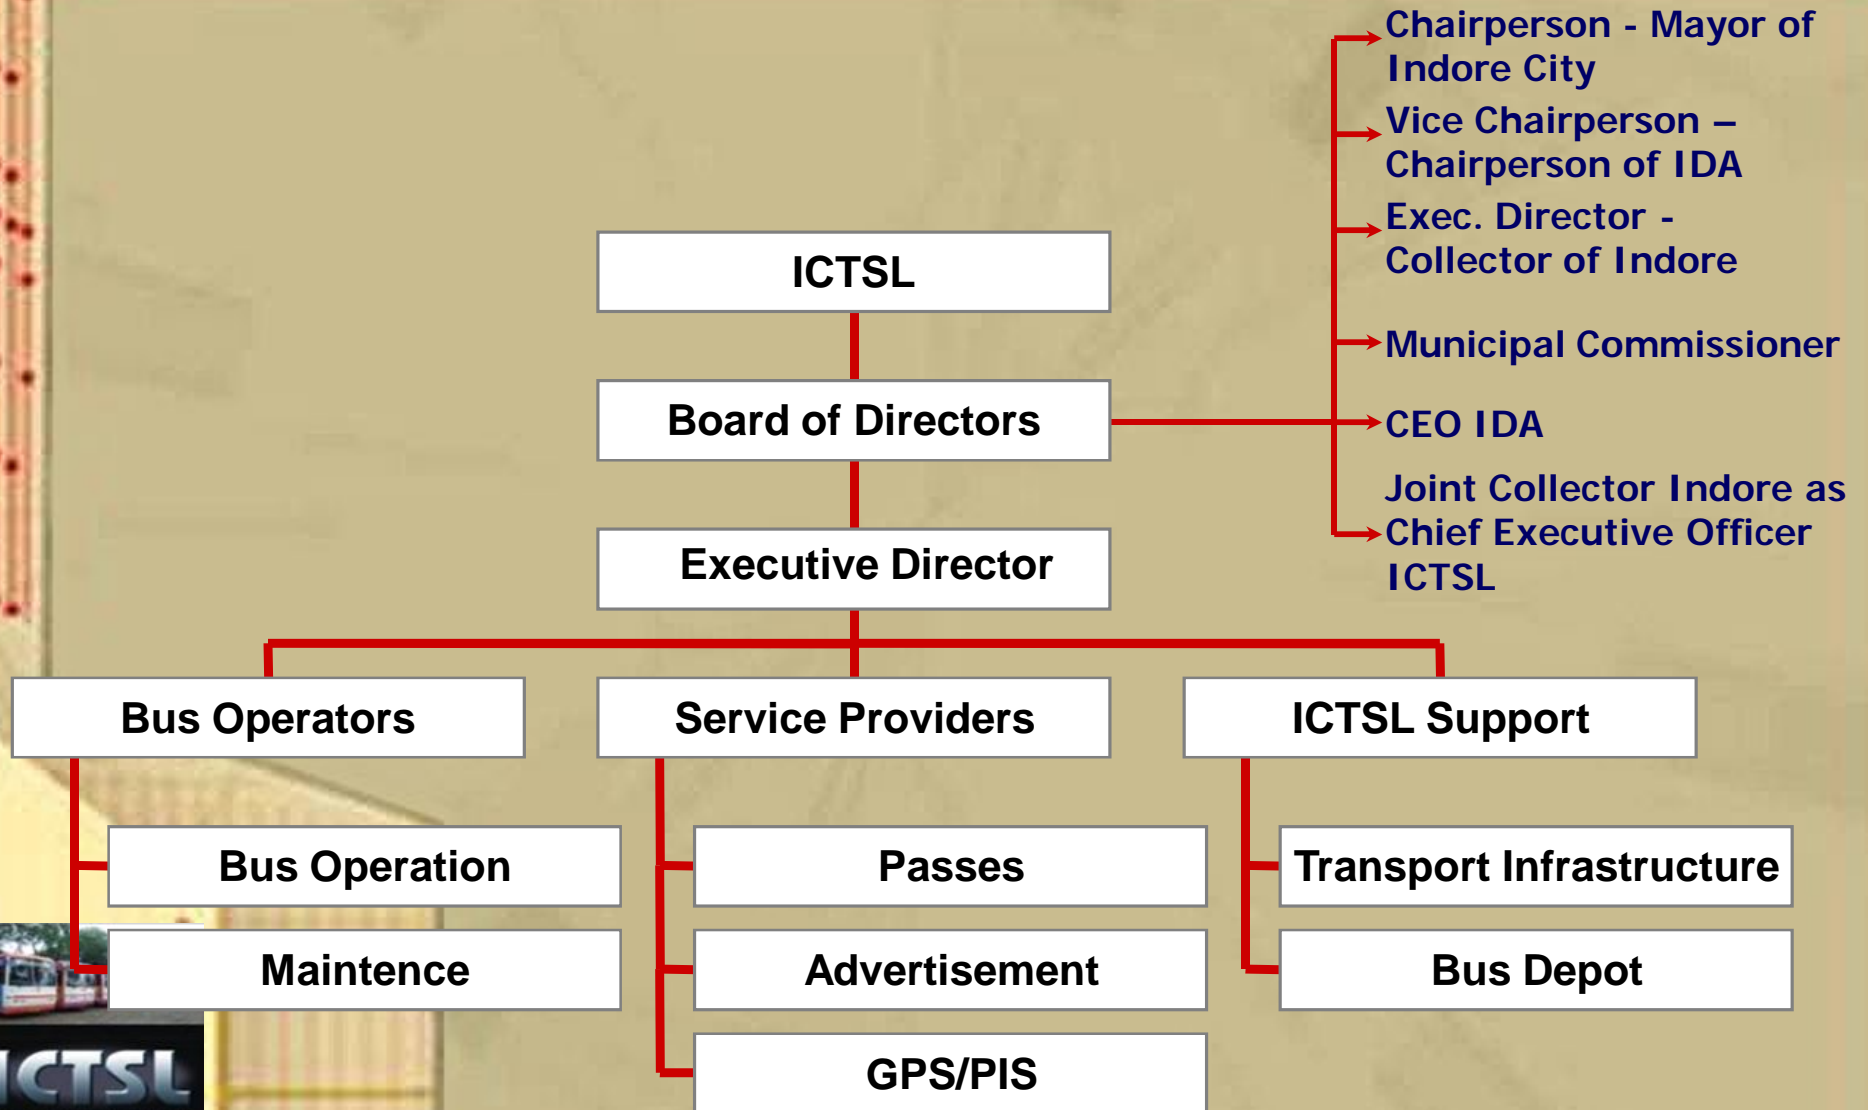 Chairperson - Mayor of
Indore City
Vice Chairperson –
Chairperson of IDA
Exec. Director -
Collector of Indore
Municipal Commissioner
CEO IDA
Joint Collector Indore as
Chief Executive Officer
ICTSL
ICTSL
Board of Directors
Executive Director
Bus Operators
Service Providers
ICTSL Support
Bus Operation
Passes
Transport Infrastructure
Maintence
Advertisement
Bus Depot
GPS/PIS
ICTSL